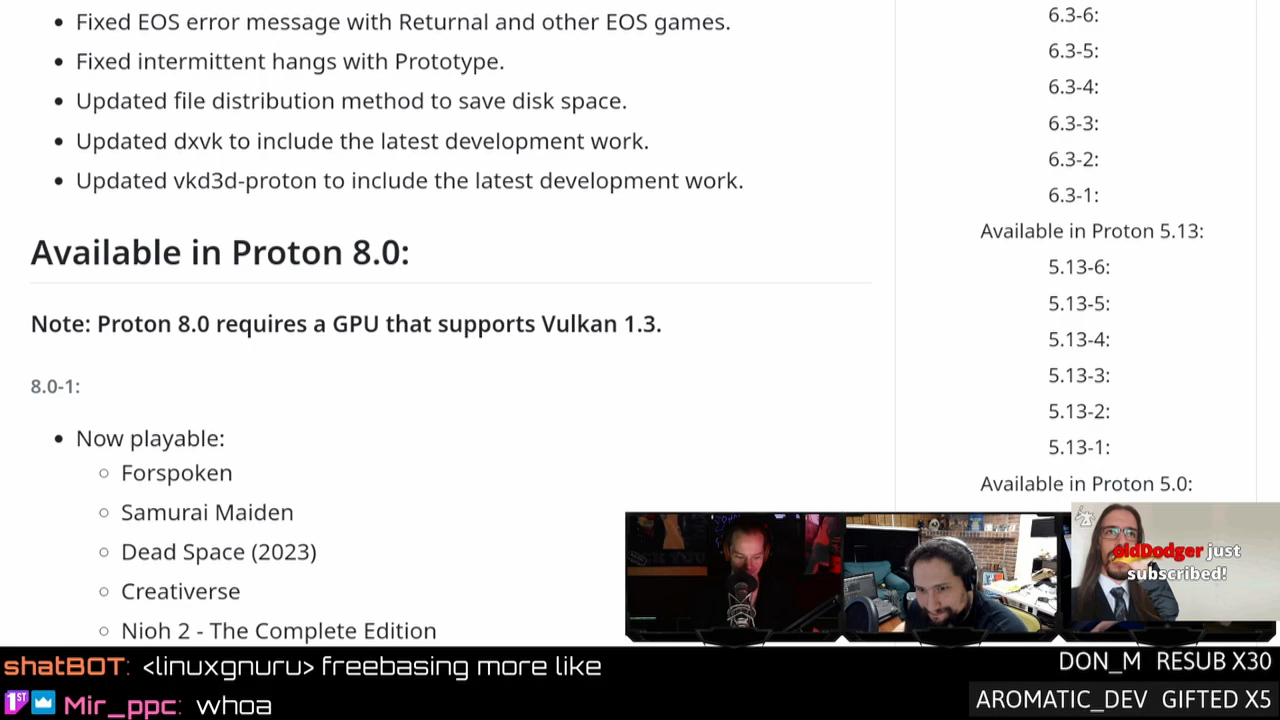 Fixed EOS error message with Returnal and other EOS games.
Fixed intermittent hangs with Prototype.
Updated file distribution method to save disk space.
Updated dxvk to include the latest development work.
Updated vkd3d-proton to include the latest development work.
Available in Proton 8.0:
Note: Proton 8.0 requires a GPU that supports Vulkan 1.3.
8.0-1:
Now playable:
Forspoken
Samurai Maiden
Dead Space (2023)
Creativerse
Nioh 2 - The Complete Edition
6.3-6:
6.3-5:
6.3-4:
6.3-3:
6.3-2:
6.3-1:
Available in Proton 5.13:
5.13-6:
5.13-5:
5.13-4:
5.13-3:
5.13-2:
5.13-1:
Available in Proton 5.0:
oldDodger just
subscribed!
shatBOT: <linuxgnuru> freebasing more like
1ST Mir_ppc: whoa
DON_M RESUB X30
AROMATIC_DEV GIFTED X5